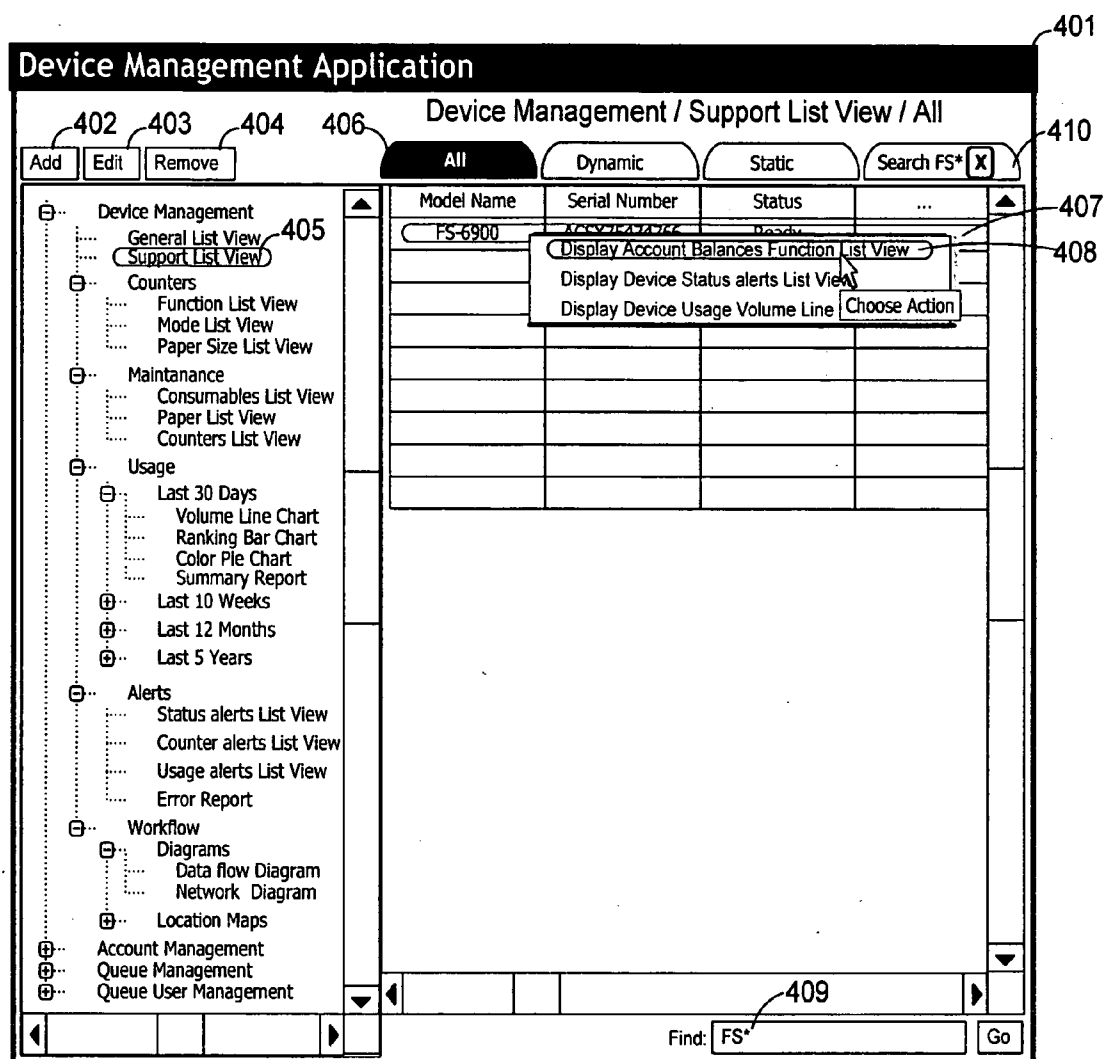 401
Device Management Application
Device Management / Support List View / All
402 403 404 406 410
Add Edit Remove
All Dynamic Static Search FS* X
Model Name Serial Number Status ...
407
FS-6900 Ready
Display Account Balances Function List View
408
Display Device Status alerts List View
Display Device Usage Volume Line
Choose Action
Device Management
General List View
405
Support List View
Counters
Function List View
Mode List View
Paper Size List View
Maintanance
Consumables List View
Paper List View
Counters List View
Usage
Last 30 Days
Volume Line Chart
Ranking Bar Chart
Color Pie Chart
Summary Report
Last 10 Weeks
Last 12 Months
Last 5 Years
Alerts
Status alerts List View
Counter alerts List View
Usage alerts List View
Error Report
Workflow
Diagrams
Data flow Diagram
Network Diagram
Location Maps
Account Management
Queue Management
Queue User Management
409
Find: FS* Go